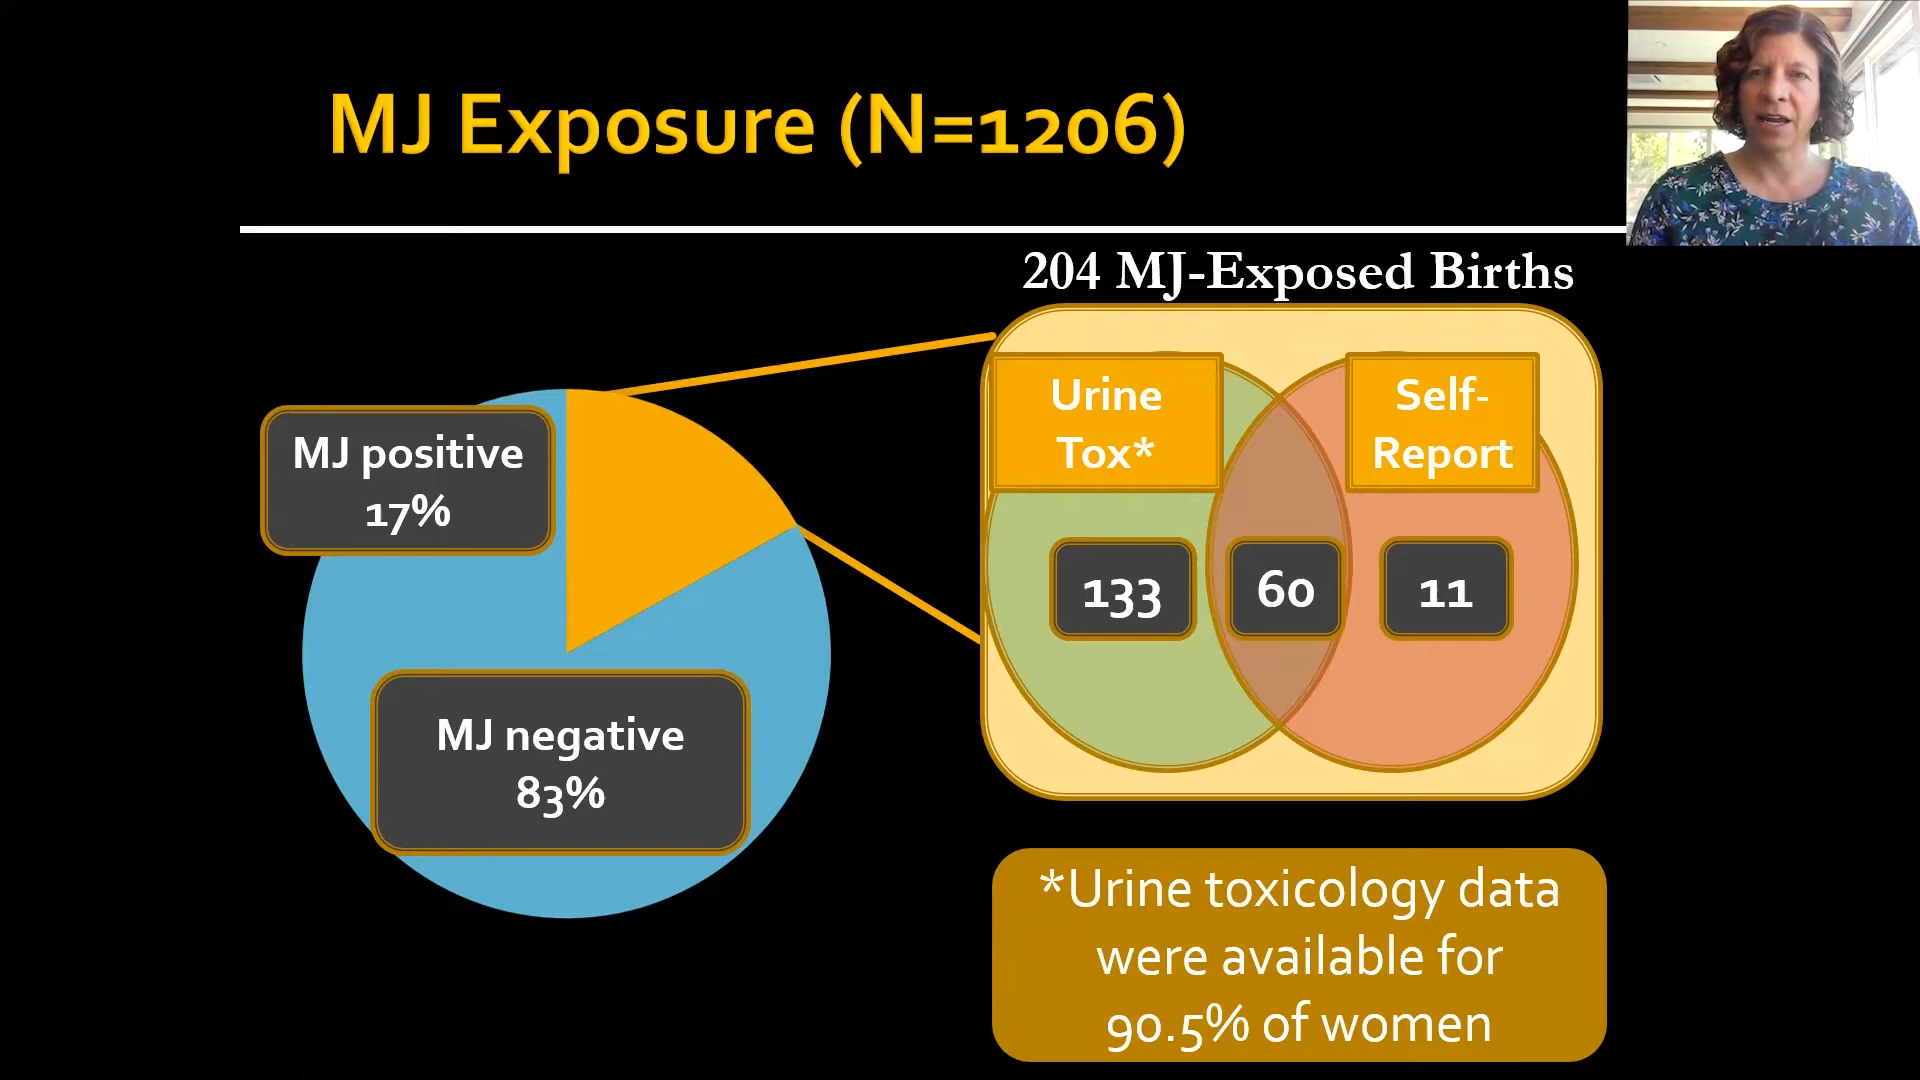 MJ Exposure (N=1206)
204 MJ-Exposed Births
MJ positive
17%
MJ negative
83%
Urine
Tox*
Self-
Report
133
60
11
*Urine toxicology data
were available for
90.5% of women